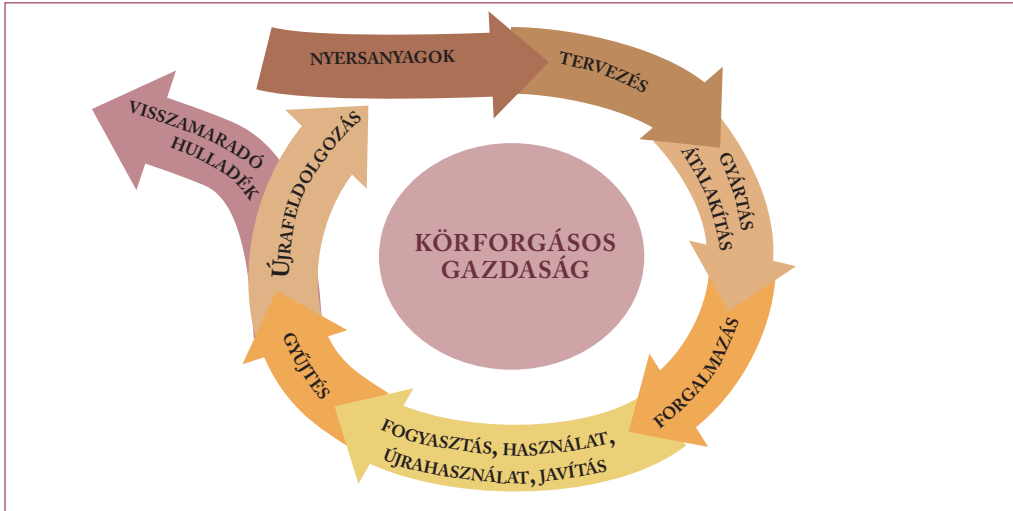 NYERSANYAGOK
TERVEZÉS
GYÁRTÁS
ÁTALAKÍTÁS
FORGALMAZÁS
FOGYASZTÁS, HASZNÁLAT,
ÚJRAHASZNÁLAT, JAVÍTÁS
GYŰJTÉS
ÚJRAFELDOLGOZÁS
VISSZAMARADÓ
HULLADÉK
KÖRFORGÁSOS
GAZDASÁG